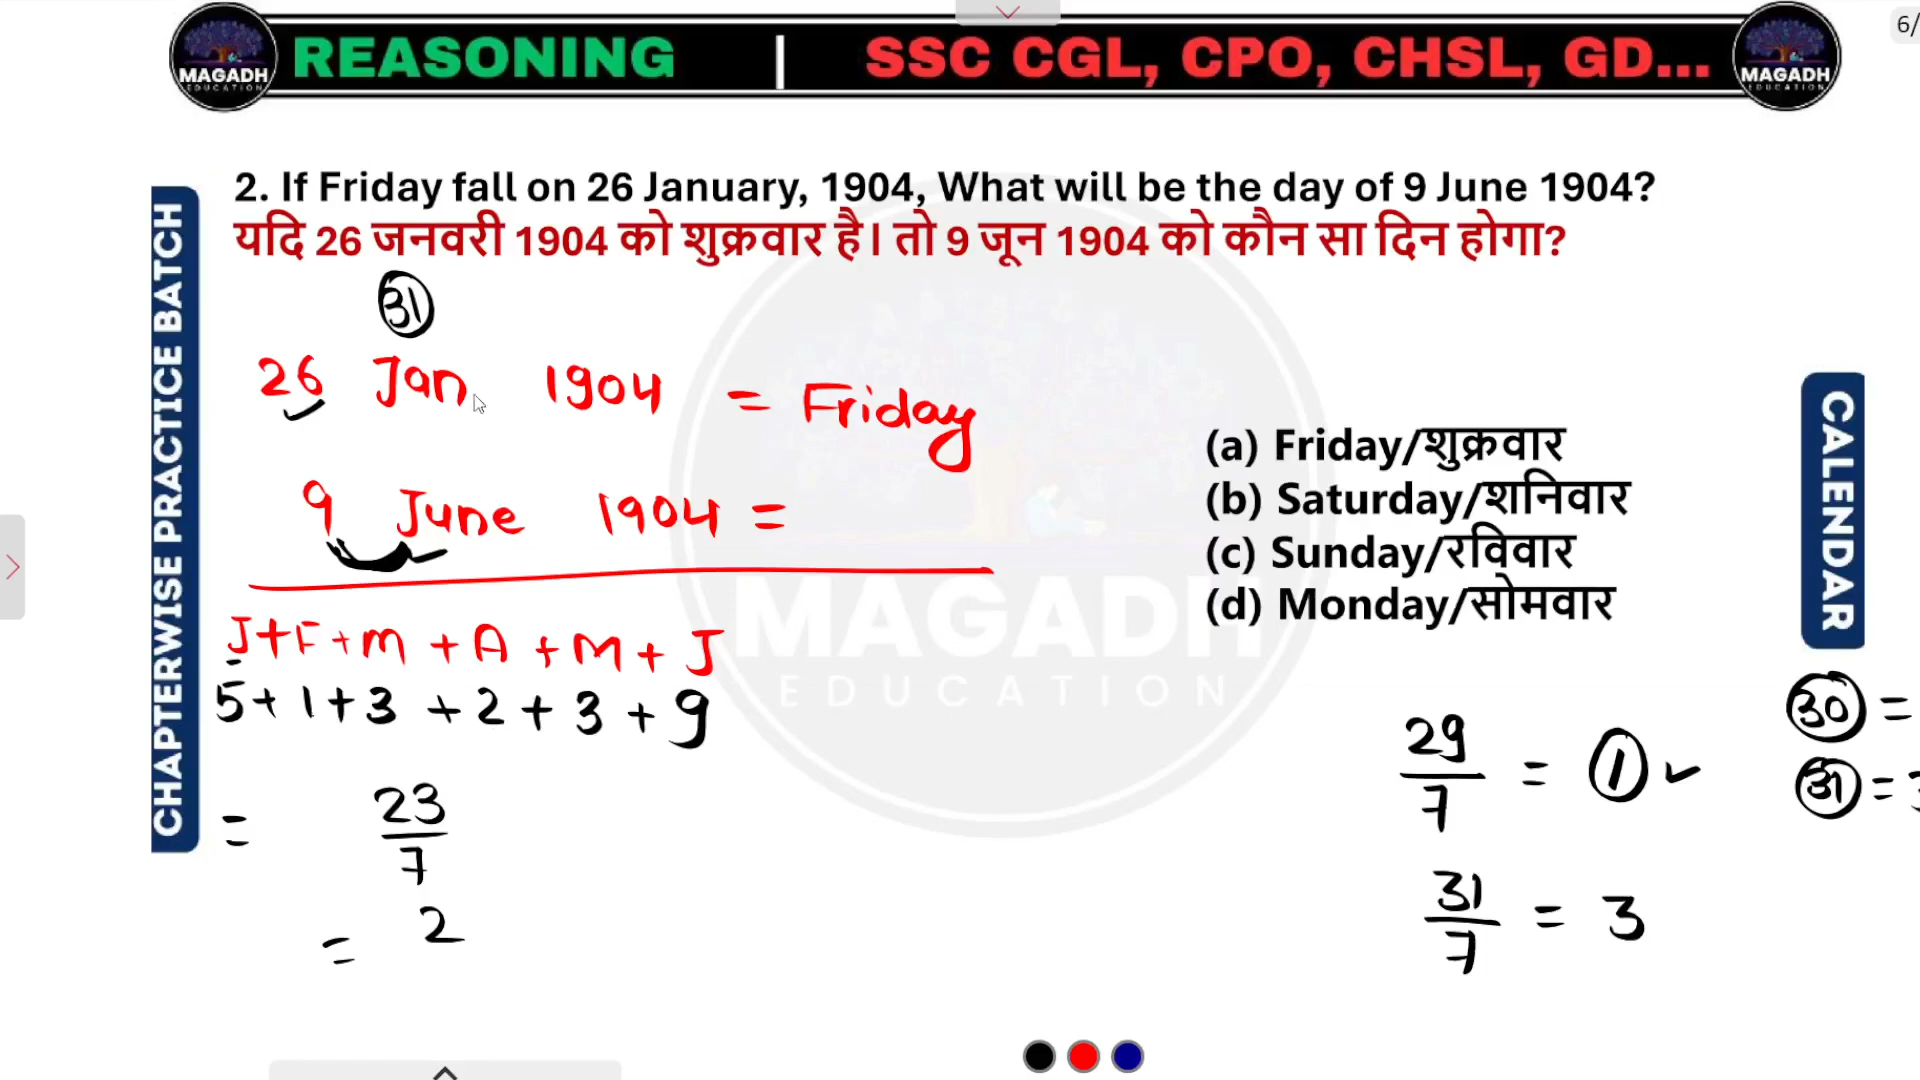 MAGADH EDUCATION REASONING | SSC CGL, CPO, CHSL, GD... MAGADH EDUCATION
6/
CHAPTERWISE PRACTICE BATCH
2. If Friday fall on 26 January, 1904, What will be the day of 9 June 1904?
यदि 26 जनवरी 1904 को शुक्रवार है। तो 9 जून 1904 को कौन सा दिन होगा?
31
26 Jan 1904 = Friday
9 June 1904 =
J+F+M+A+M+J
5+1+3+2+3+9
= 23/7
= 2
(a) Friday/शुक्रवार
(b) Saturday/शनिवार
(c) Sunday/रविवार
(d) Monday/सोमवार
CALENDAR
MAGADH
EDUCATION
29/7 = 1 ✓
31/7 = 3
30 =
31 =